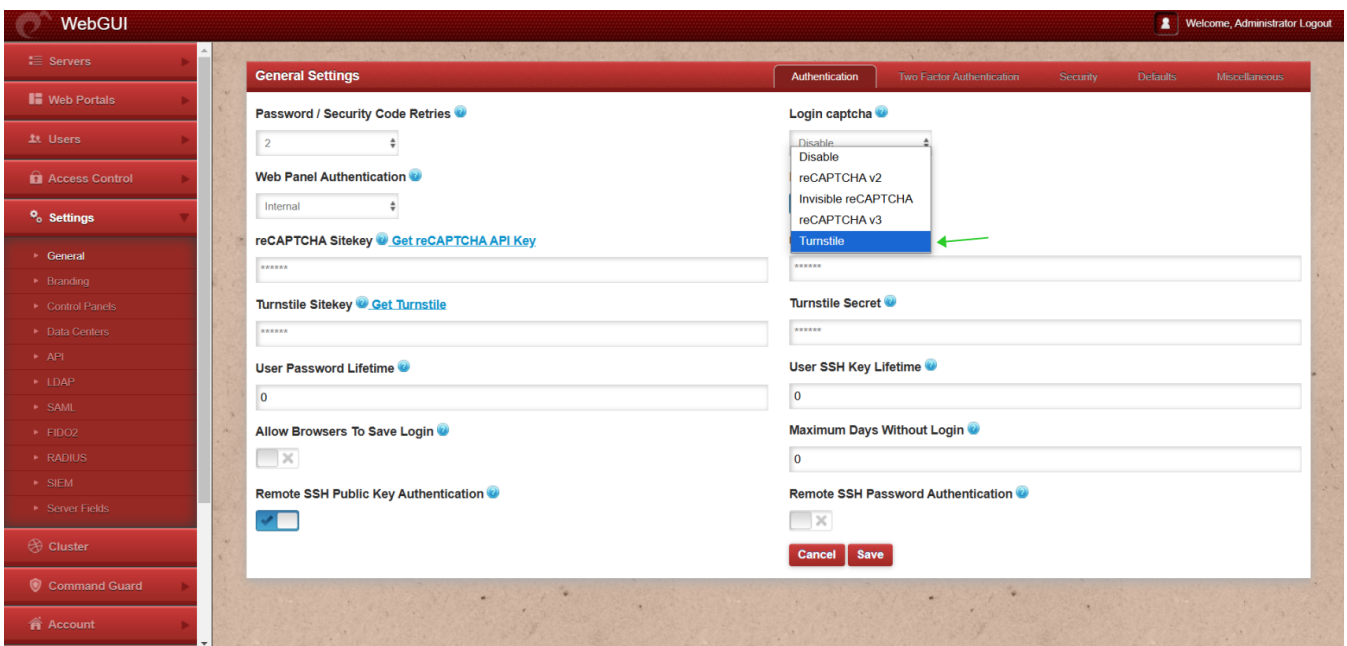 WebGUI
Welcome, Administrator Logout
Servers
Web Portals
Users
Access Control
Settings
General
Branding
Control Panels
Data Centers
API
LDAP
SAML
FIDO2
RADIUS
SIEM
Server Fields
Cluster
Command Guard
Account
General Settings
Authentication
Two Factor Authentication
Security
Defaults
Miscellaneous
Password / Security Code Retries
2
Login captcha
Disable
Disable
reCAPTCHA v2
Invisible reCAPTCHA
reCAPTCHA v3
Turnstile
Web Panel Authentication
Internal
reCAPTCHA Sitekey Get reCAPTCHA API Key
******
******
Turnstile Sitekey Get Turnstile
******
Turnstile Secret
******
User Password Lifetime
0
User SSH Key Lifetime
0
Allow Browsers To Save Login
Maximum Days Without Login
0
Remote SSH Public Key Authentication
Remote SSH Password Authentication
Cancel
Save